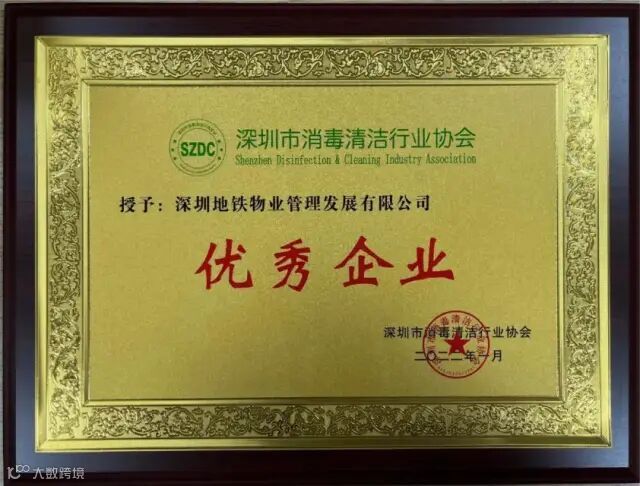 SZDC
深圳市消毒清洁行业协会
Shenzhen Disinfection & Cleaning Industry Association
授予：深圳地铁物业管理发展有限公司
优秀企业
深圳市消毒清洁行业协会
二〇二二年一月
大数跨境